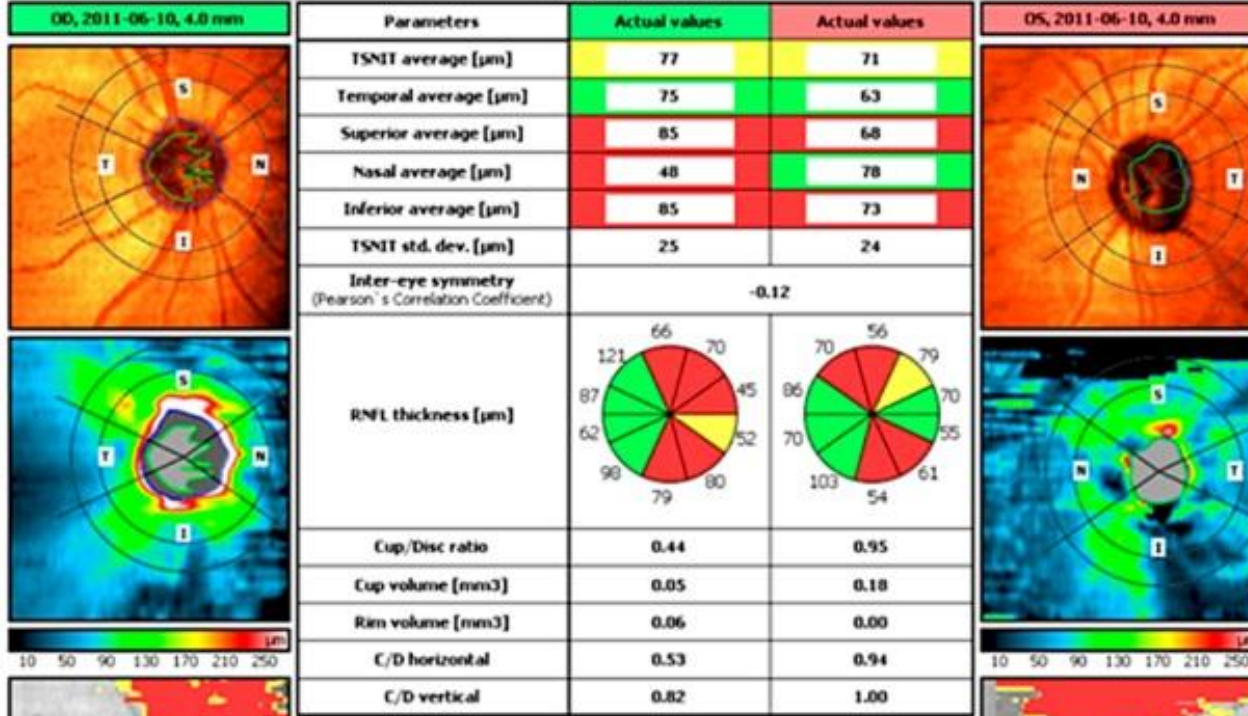 OD, 2011-06-10, 4.0 mm
S
T
N
I
S
T
N
I
µm
10 50 90 130 170 210 250
Parameters Actual values Actual values
TSNIT average [µm] 77 71
Temporal average [µm] 75 63
Superior average [µm] 85 68
Nasal average [µm] 48 78
Inferior average [µm] 85 73
TSNIT std. dev. [µm] 25 24
Inter-eye symmetry
(Pearson`s Correlation Coefficient)
-0.12
RNFL thickness [µm]
66 70
121 45
87
62 52
98 80
79
56
70 79
86 70
70 55
103 61
54
Cup/Disc ratio 0.44 0.95
Cup volume [mm3] 0.05 0.18
Rim volume [mm3] 0.06 0.00
C/D horizontal 0.53 0.94
C/D vertical 0.82 1.00
OS, 2011-06-10, 4.0 mm
S
N
T
I
S
N
T
I
10 50 90 130 170 210 250